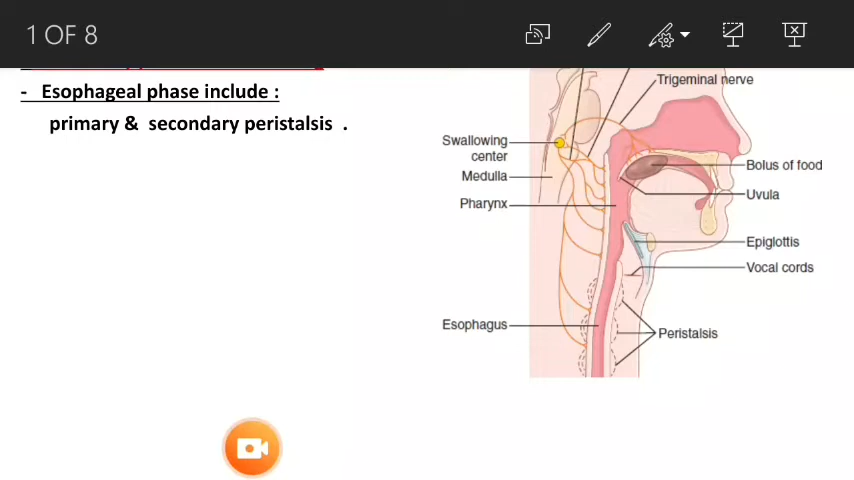 1 OF 8
- Esophageal phase include :
primary & secondary peristalsis .
Trigeminal nerve
Swallowing
center
Medulla
Pharynx
Esophagus
Bolus of food
Uvula
Epiglottis
Vocal cords
Peristalsis